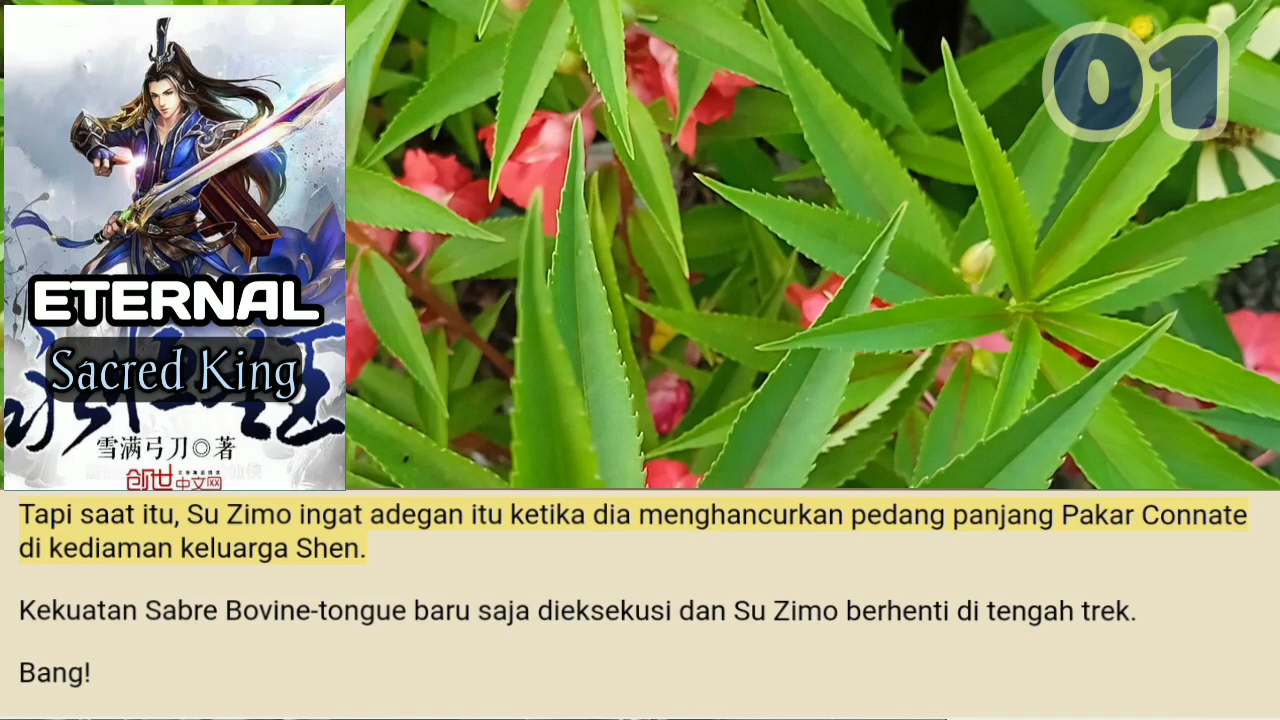 01
ETERNAL
Sacred King
雪满弓刀◎著
创世中文网
Tapi saat itu, Su Zimo ingat adegan itu ketika dia menghancurkan pedang panjang Pakar Connate
di kediaman keluarga Shen.
Kekuatan Sabre Bovine-tongue baru saja dieksekusi dan Su Zimo berhenti di tengah trek.
Bang!